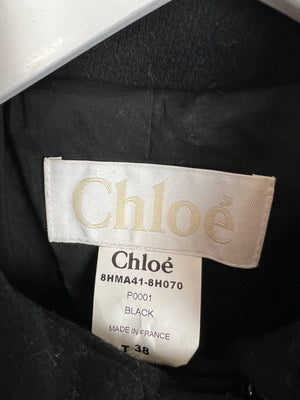 Chloé
Chloé
8HMA41-8H070
P0001
BLACK
MADE IN FRANCE
T 38